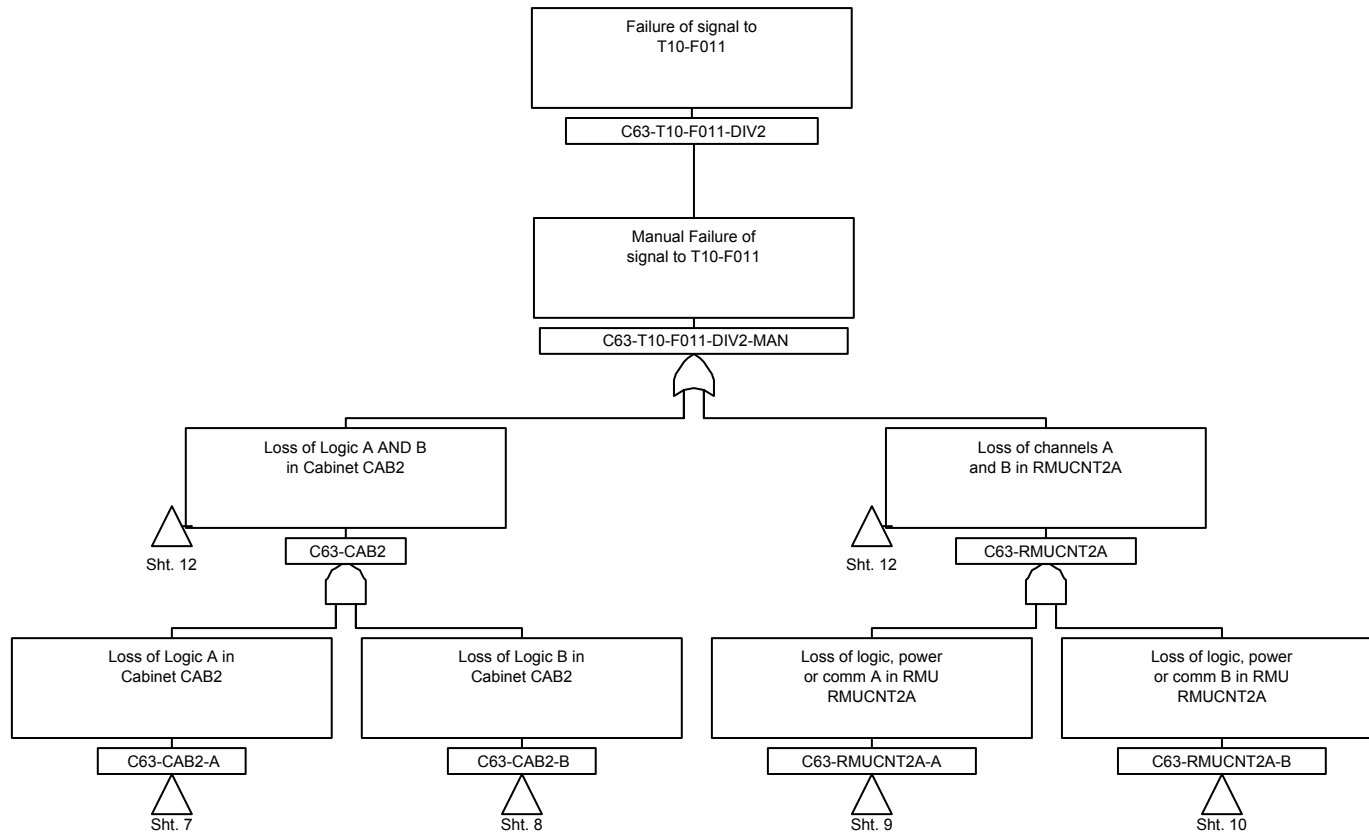 Failure of signal to
T10-F011
C63-T10-F011-DIV2
Manual Failure of
signal to T10-F011
C63-T10-F011-DIV2-MAN
Loss of Logic A AND B
in Cabinet CAB2
Sht. 12
C63-CAB2
Loss of channels A
and B in RMUCNT2A
Sht. 12
C63-RMUCNT2A
Loss of Logic A in
Cabinet CAB2
C63-CAB2-A
Sht. 7
Loss of Logic B in
Cabinet CAB2
C63-CAB2-B
Sht. 8
Loss of logic, power
or comm A in RMU
RMUCNT2A
C63-RMUCNT2A-A
Sht. 9
Loss of logic, power
or comm B in RMU
RMUCNT2A
C63-RMUCNT2A-B
Sht. 10